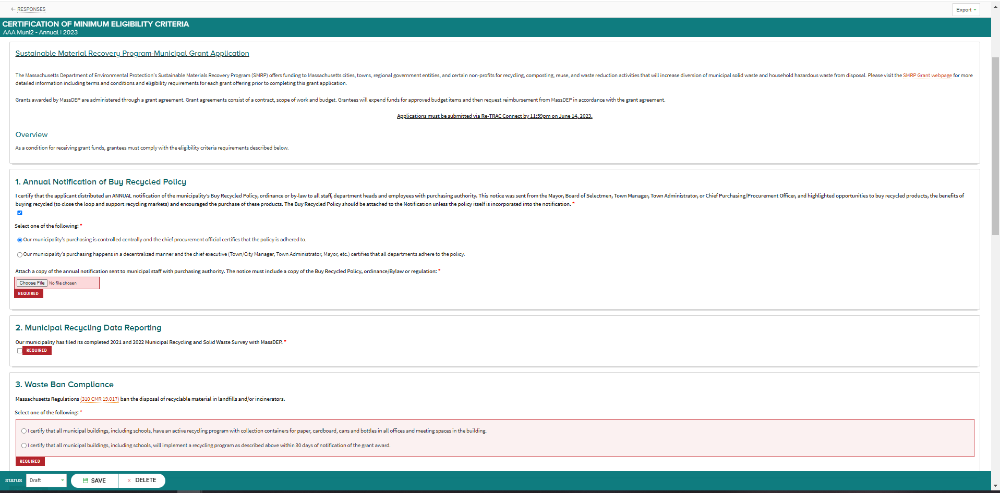 ← RESPONSES
Export
CERTIFICATION OF MINIMUM ELIGIBILITY CRITERIA
AAA Muni2 - Annual | 2023
Sustainable Material Recovery Program-Municipal Grant Application
The Massachusetts Department of Environmental Protection's Sustainable Materials Recovery Program (SMRP) offers funding to Massachusetts cities, towns, regional government entities, and certain non-profits for recycling, composting, reuse, and waste reduction activities that will increase diversion of municipal solid waste and household hazardous waste from disposal. Please visit the SMRP Grant webpage for more
detailed information including terms and conditions and eligibility requirements for each grant offering prior to completing this grant application.
Grants awarded by MassDEP are administered through a grant agreement. Grant agreements consist of a contract, scope of work and budget. Grantees will expend funds for approved budget items and then request reimbursement from MassDEP in accordance with the grant agreement.
Applications must be submitted via Re-TRAC Connect by 11:59pm on June 14, 2023.
Overview
As a condition for receiving grant funds, grantees must comply with the eligibility criteria requirements described below.
1. Annual Notification of Buy Recycled Policy
I certify that the applicant distributed an ANNUAL notification of the municipality's Buy Recycled Policy, ordinance or by-law to all staff, department heads and employees with purchasing authority. This notice was sent from the Mayor, Board of Selectmen, Town Manager, Town Administrator, or Chief Purchasing/Procurement Officer, and highlighted opportunities to buy recycled products, the benefits of
buying recycled (to close the loop and support recycling markets) and encouraged the purchase of these products. The Buy Recycled Policy should be attached to the Notification unless the policy itself is incorporated into the notification. *
Select one of the following: *
Our municipality's purchasing is controlled centrally and the chief procurement official certifies that the policy is adhered to.
Our municipality's purchasing happens in a decentralized manner and the chief executive (Town/City Manager, Town Administrator, Mayor, etc.) certifies that all departments adhere to the policy.
Attach a copy of the annual notification sent to municipal staff with purchasing authority. The notice must include a copy of the Buy Recycled Policy, ordinance/Bylaw or regulation: *
Choose File No file chosen
REQUIRED
2. Municipal Recycling Data Reporting
Our municipality has filed its completed 2021 and 2022 Municipal Recycling and Solid Waste Survey with MassDEP. *
REQUIRED
3. Waste Ban Compliance
Massachusetts Regulations (310 CMR 19.017) ban the disposal of recyclable material in landfills and/or incinerators.
Select one of the following: *
I certify that all municipal buildings, including schools, have an active recycling program with collection containers for paper, cardboard, cans and bottles in all offices and meeting spaces in the building.
I certify that all municipal buildings, including schools, will implement a recycling program as described above within 30 days of notification of the grant award.
REQUIRED
STATUS Draft SAVE × DELETE